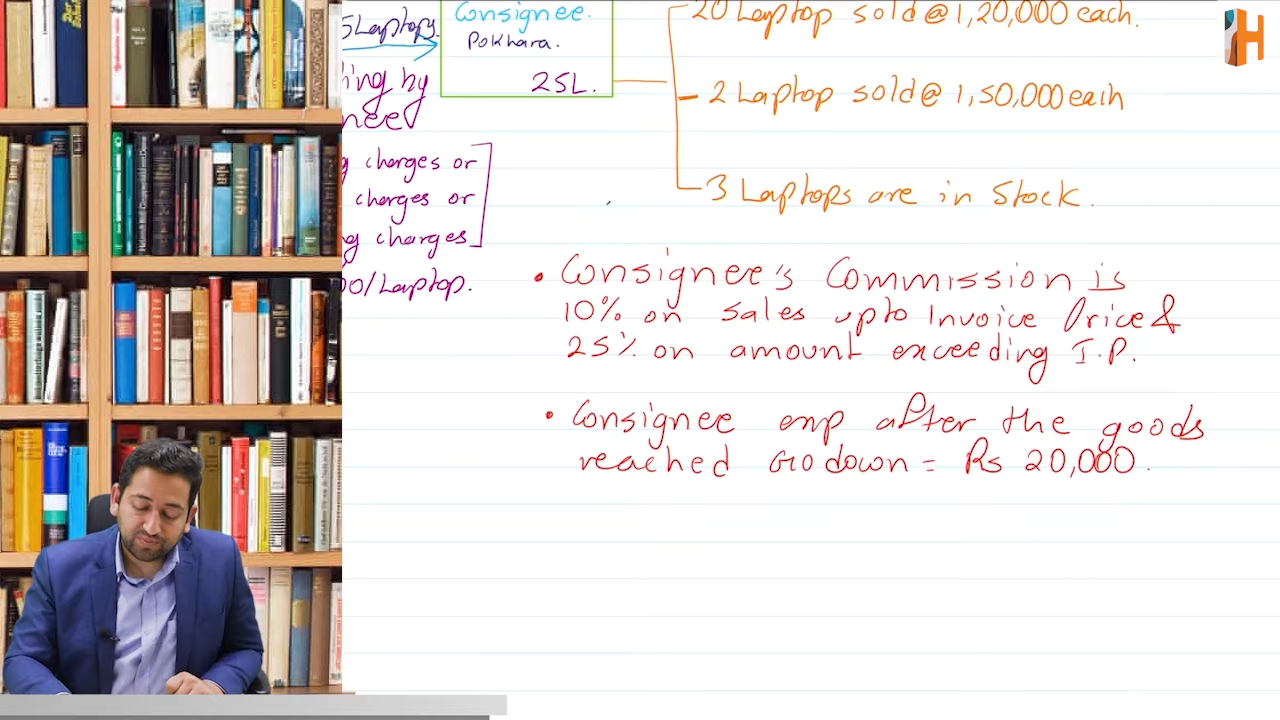 20 Laptop sold @ 1,20,000 each.
5 Laptops.
Consignee.
Pokhara.
25L.
2 Laptop sold @ 1,50,000 each
ing by
nee
g charges or
charges or
ng charges
00/Laptop.
3 Laptops are in Stock.
• Consignee's Commission is
10% on sales upto Invoice Price &
25% on amount exceeding I.P.
• Consignee exp after the goods
reached Godown = Rs 20,000.
H